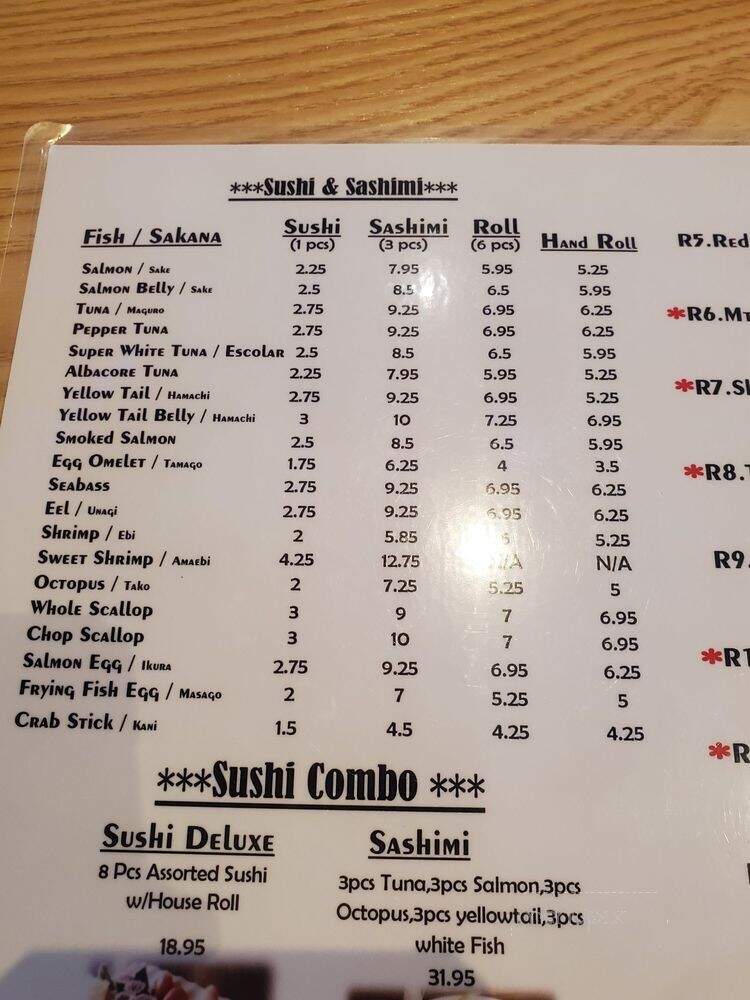 ***Sushi & Sashimi***
Fish / Sakana Sushi Sashimi Roll Hand Roll
(1 pcs) (3 pcs) (6 pcs)
Salmon / Sake 2.25 7.95 5.95 5.25
Salmon Belly / Sake 2.5 8.5 6.5 5.95
Tuna / Maguro 2.75 9.25 6.95 6.25
Pepper Tuna 2.75 9.25 6.95 6.25
Super White Tuna / Escolar 2.5 8.5 6.5 5.95
Albacore Tuna 2.25 7.95 5.95 5.25
Yellow Tail / Hamachi 2.75 9.25 6.95 5.25
Yellow Tail Belly / Hamachi 3 10 7.25 6.95
Smoked Salmon 2.5 8.5 6.5 5.95
Egg Omelet / Tamago 1.75 6.25 4 3.5
Seabass 2.75 9.25 6.95 6.25
Eel / Unagi 2.75 9.25 6.95 6.25
Shrimp / Ebi 2 5.85 5.25
Sweet Shrimp / Amaebi 4.25 12.75 N/A N/A
Octopus / Tako 2 7.25 5.25 5
Whole Scallop 3 9 7 6.95
Chop Scallop 3 10 7 6.95
Salmon Egg / Ikura 2.75 9.25 6.95 6.25
Frying Fish Egg / Masago 2 7 5.25 5
Crab Stick / Kani 1.5 4.5 4.25 4.25
R5.Red
*R6.
*R7.
*R8.
R9.
***Sushi Combo ***
Sushi Deluxe
8 Pcs Assorted Sushi
w/House Roll
18.95
Sashimi
3pcs Tuna,3pcs Salmon,3pcs
Octopus,3pcs yellowtail,3pcs
white Fish
31.95